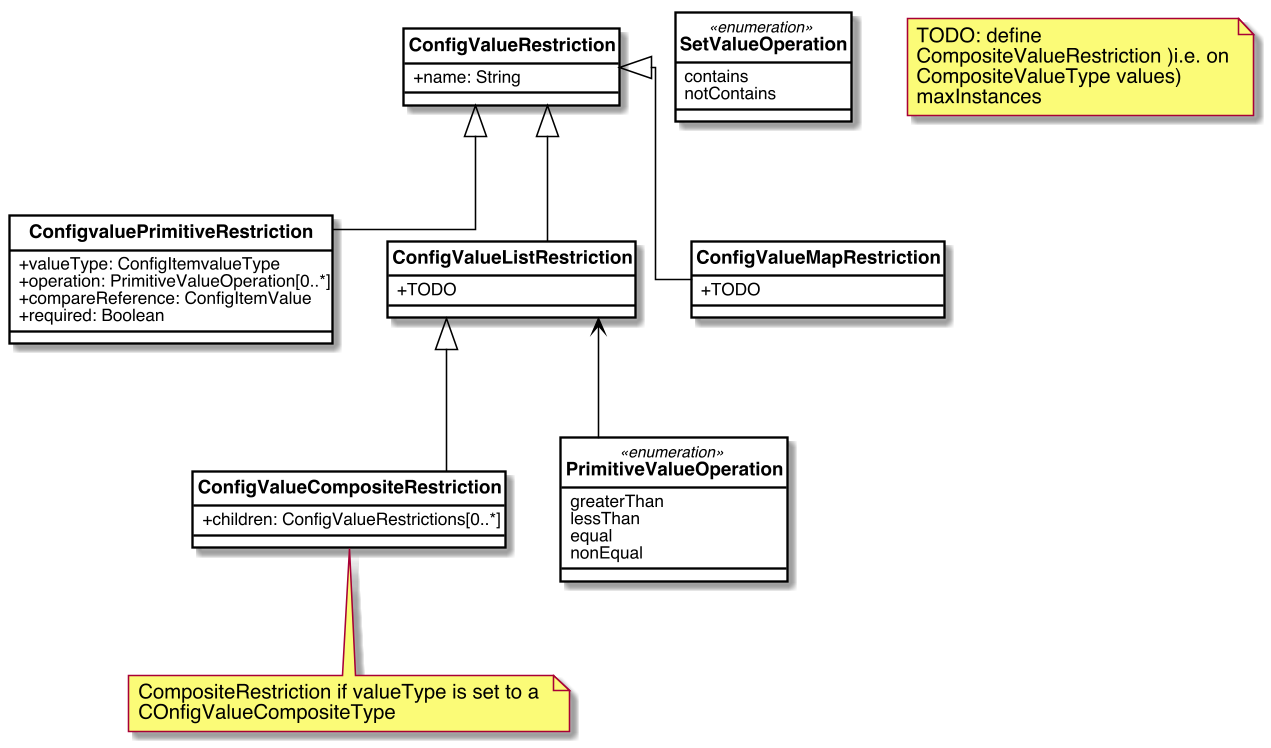 ConfigValueRestriction
+name: String
«enumeration»
SetValueOperation
contains
notContains
TODO: define
CompositeValueRestriction )i.e. on
CompositeValueType values)
maxInstances
ConfigvaluePrimitiveRestriction
+valueType: ConfigItemvalueType
+operation: PrimitiveValueOperation[0..*]
+compareReference: ConfigItemValue
+required: Boolean
ConfigValueListRestriction
+TODO
ConfigValueMapRestriction
+TODO
ConfigValueCompositeRestriction
+children: ConfigValueRestrictions[0..*]
«enumeration»
PrimitiveValueOperation
greaterThan
lessThan
equal
nonEqual
CompositeRestriction if valueType is set to a
COnfigValueCompositeType